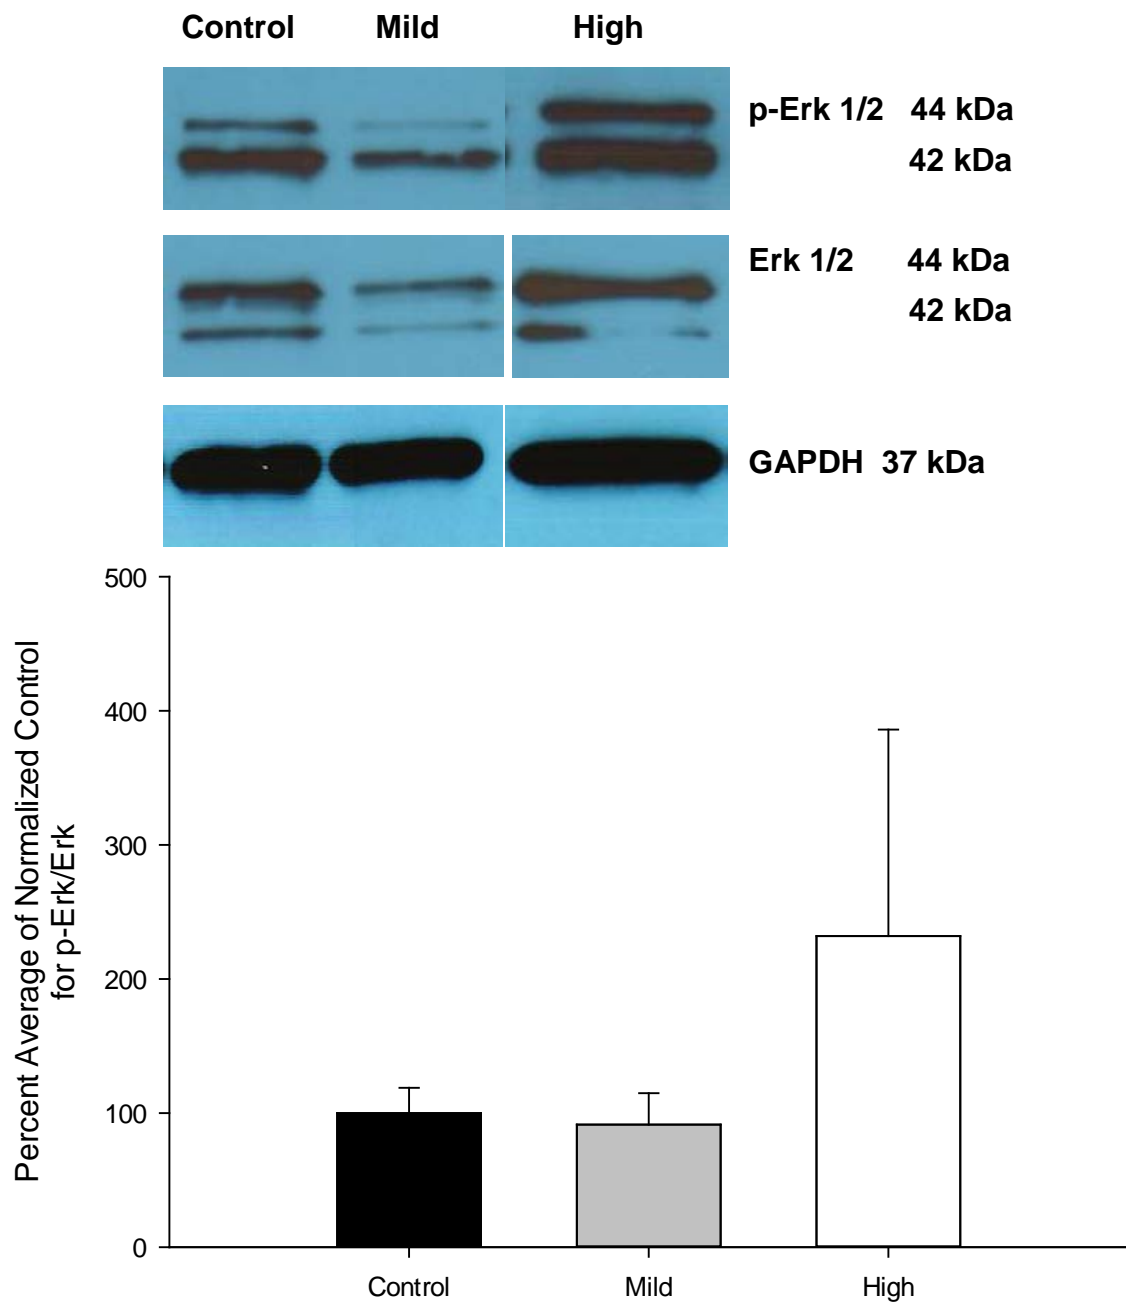 Control Mild High
p-Erk 1/2 44 kDa
42 kDa
Erk 1/2 44 kDa
42 kDa
GAPDH 37 kDa
Percent Average of Normalized Control
for p-Erk/Erk
500
400
300
200
100
0
Control Mild High